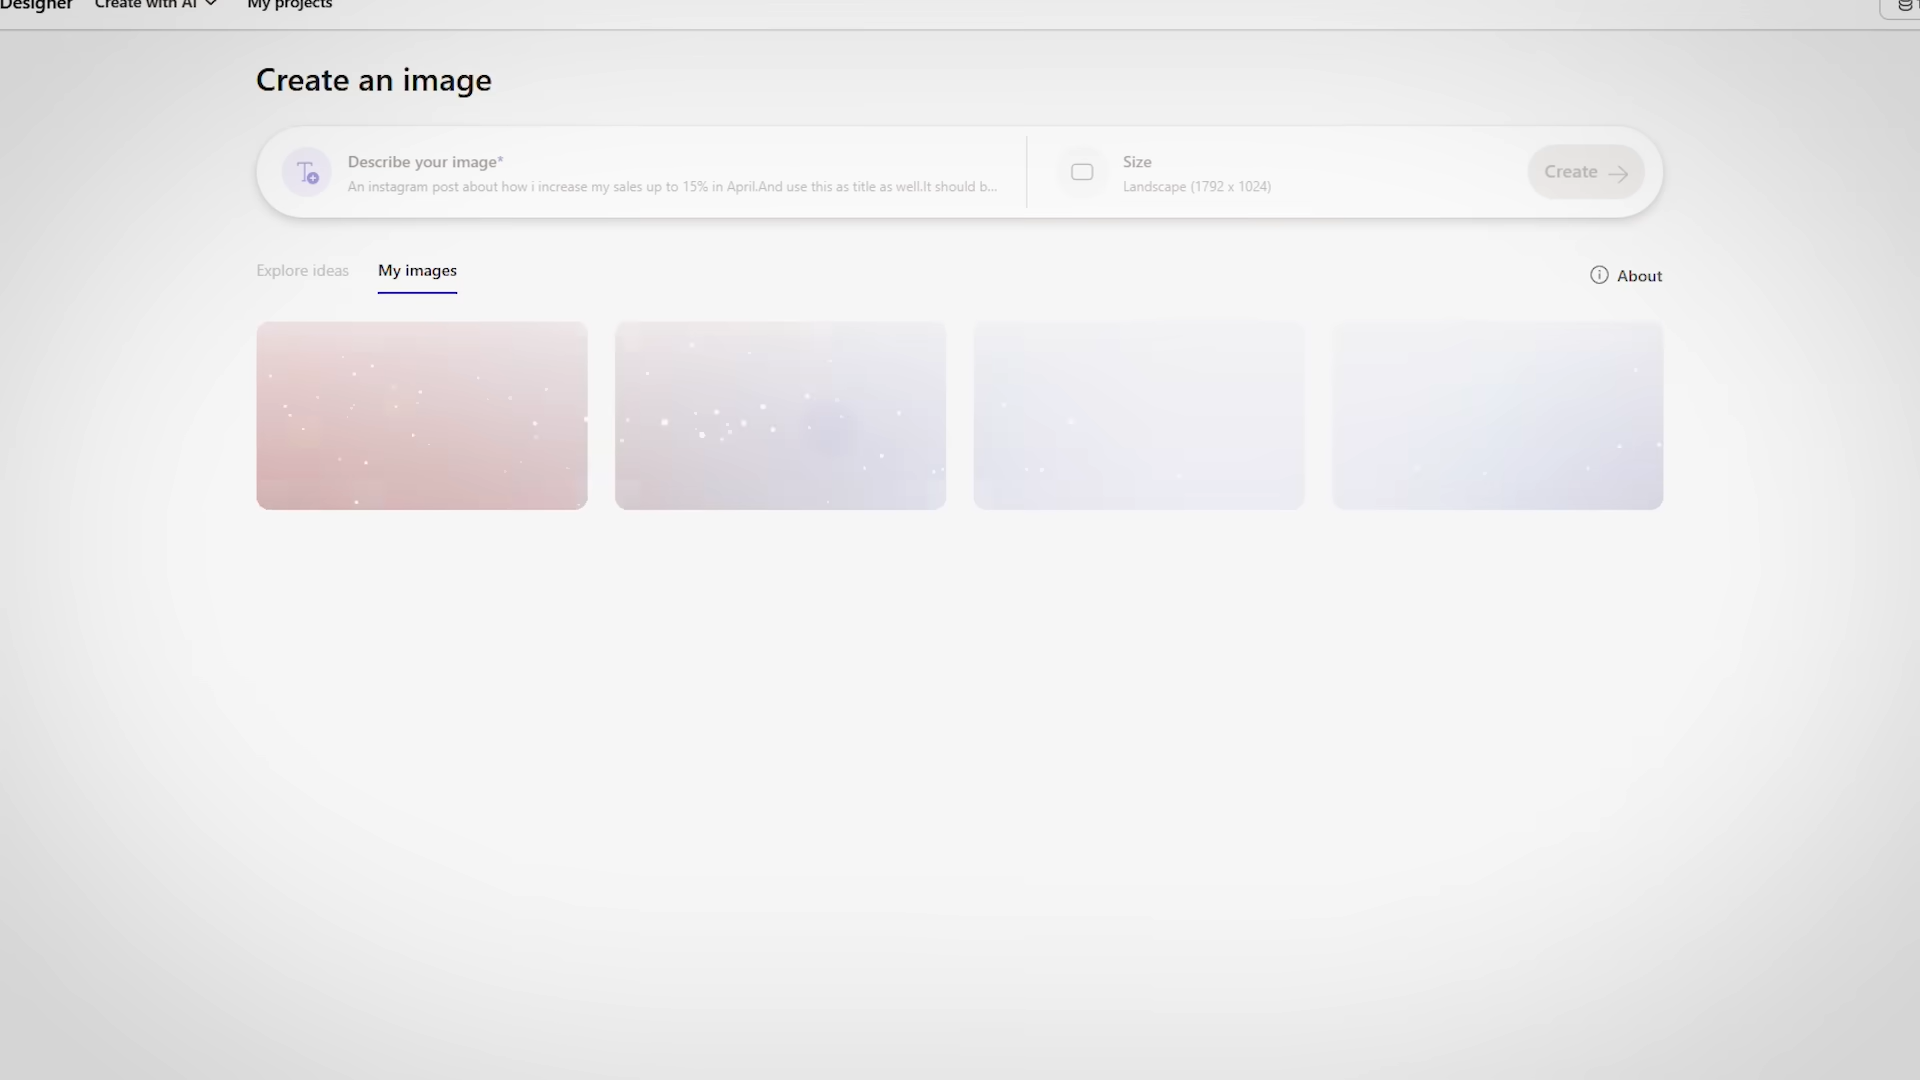 Designer Create with AI My projects
Create an image
Describe your image*
An instagram post about how i increase my sales up to 15% in April.And use this as title as well.It should b...
Size
Landscape (1792 x 1024)
Create
Explore ideas My images
About